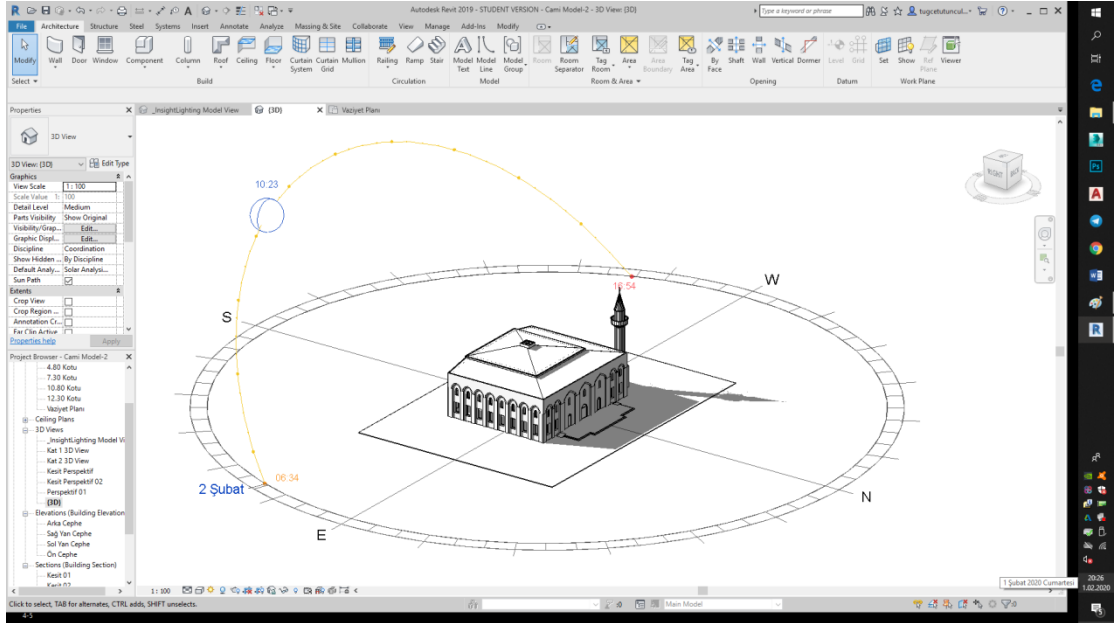 Autodesk Revit 2019 - STUDENT VERSION - Cami Model-2 - 3D View: {3D}
Type a keyword or phrase
tugcetutuncul...
File Architecture Structure Steel Systems Insert Annotate Analyze Massing & Site Collaborate View Manage Add-Ins Modify
Modify Wall Door Window Component Column Roof Ceiling Floor Curtain System Curtain Grid Mullion Railing Ramp Stair Model Text Model Line Model Group Room Room Separator Tag Room Area Area Boundary Tag Area By Face Shaft Wall Vertical Dormer Level Grid Set Show Ref Plane Viewer
Select Build Circulation Model Room & Area Opening Datum Work Plane
Properties
_InsightLighting Model View {3D} Vaziyet Planı
3D View
3D View: {3D} Edit Type
Graphics
View Scale 1 : 100
Scale Value 1: 100
Detail Level Medium
Parts Visibility Show Original
Visibility/Grap... Edit...
Graphic Displ... Edit...
Discipline Coordination
Show Hidden ... By Discipline
Default Analy... Solar Analysi...
Sun Path
Extents
Crop View
Crop Region ...
Annotation Cr...
Far Clip Active
Properties help Apply
Project Browser - Cami Model-2
4.80 Kotu
7.30 Kotu
10.80 Kotu
12.30 Kotu
Vaziyet Planı
Ceiling Plans
3D Views
_InsightLighting Model Vi
Kat 1 3D View
Kat 2 3D View
Kesit Perspektif
Kesit Perspektif 02
Perspektif 01
{3D}
Elevations (Building Elevation
Arka Cephe
Sağ Yan Cephe
Sol Yan Cephe
Ön Cephe
Sections (Building Section)
Kesit 01
Kesit 02
10:23
16:54
W
S
06:34
2 Şubat
N
E
RIGHT
BACK
1 : 100
Click to select, TAB for alternates, CTRL adds, SHIFT unselects.
:0
Main Model
:0
1 Şubat 2020 Cumartesi
20:26
1.02.2020
4-5